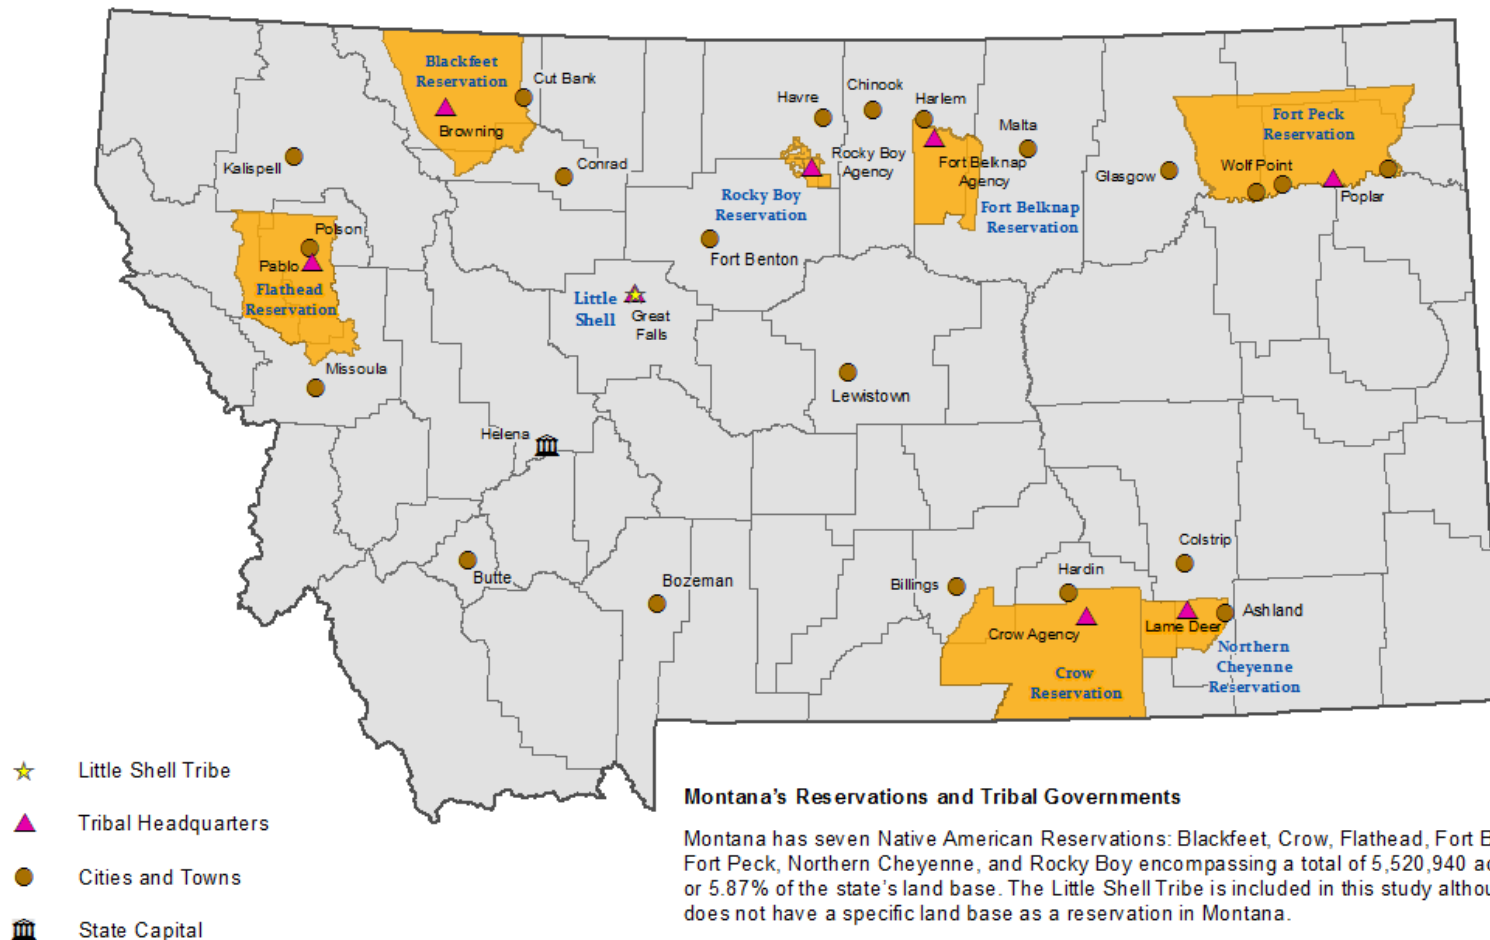 Blackfeet
Reservation
Cut Bank
Browning
Kalispell
Conrad
Havre
Chinook
Harlem
Malta
Rocky Boy
Agency
Fort Belknap
Agency
Rocky Boy
Reservation
Fort Belknap
Reservation
Fort Peck
Reservation
Glasgow
Wolf Point
Poplar
Polson
Pablo
Flathead
Reservation
Fort Benton
Little
Shell
Great
Falls
Missoula
Lewistown
Helena
Butte
Bozeman
Billings
Hardin
Colstrip
Crow Agency
Lame Deer
Ashland
Crow
Reservation
Northern
Cheyenne
Reservation
Little Shell Tribe
Tribal Headquarters
Cities and Towns
State Capital
Montana's Reservations and Tribal Governments
Montana has seven Native American Reservations: Blackfeet, Crow, Flathead, Fort
Fort Peck, Northern Cheyenne, and Rocky Boy encompassing a total of 5,520,940
or 5.87% of the state's land base. The Little Shell Tribe is included in this study
does not have a specific land base as a reservation in Montana.